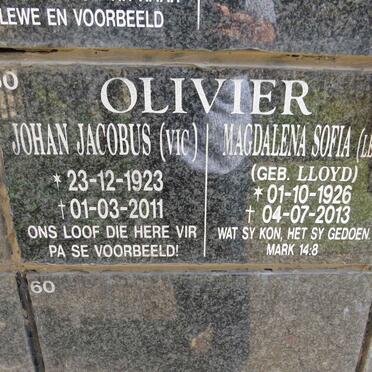 LEWE EN VOORBEELD
OLIVIER
JOHAN JACOBUS (VIC)
*23-12-1923
†01-03-2011
ONS LOOF DIE HERE VIR
PA SE VOORBEELD!
MAGDALENA SOFIA
(GEB. LLOYD)
*01-10-1926
†04-07-2013
WAT SY KON, HET SY GEDOEN.
MARK 14:8
60